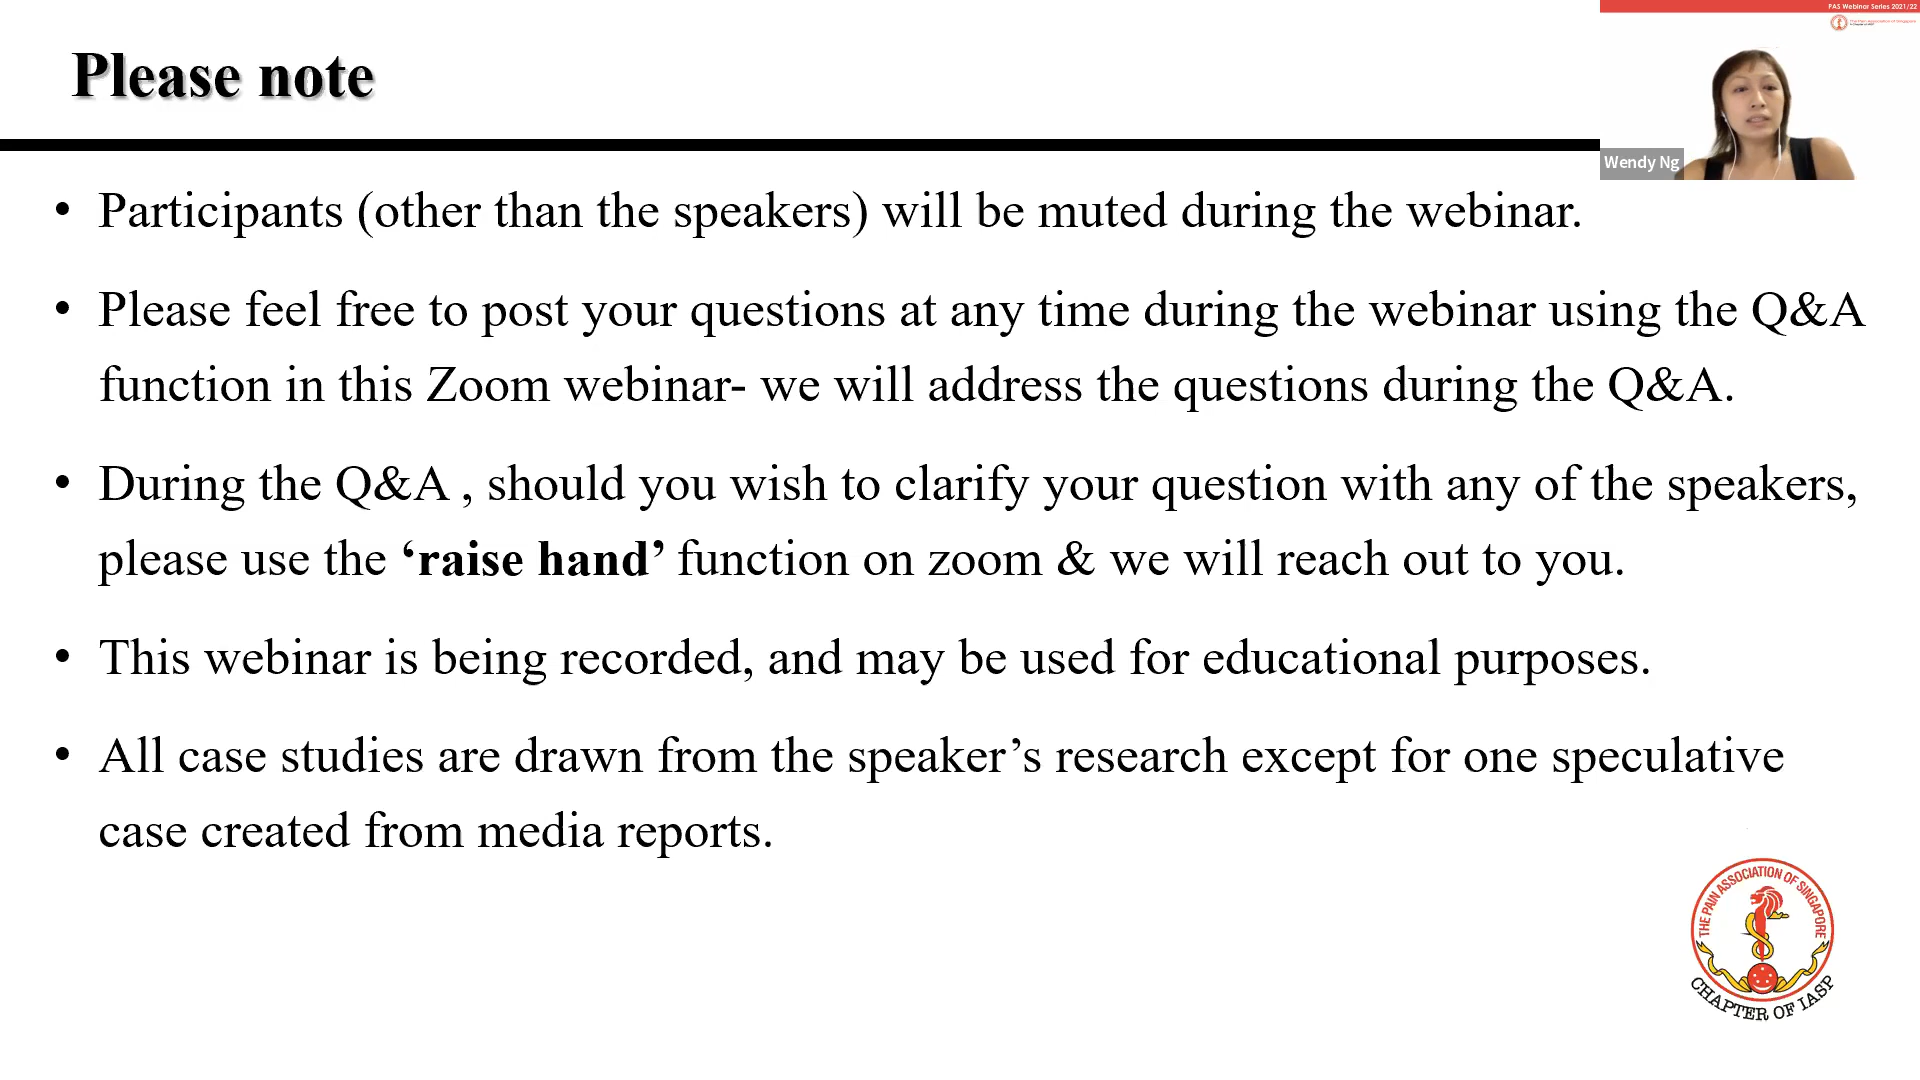 PAS Webinar Series 2021/22
Please note
Wendy Ng
• Participants (other than the speakers) will be muted during the webinar.
• Please feel free to post your questions at any time during the webinar using the Q&A
function in this Zoom webinar- we will address the questions during the Q&A.
• During the Q&A , should you wish to clarify your question with any of the speakers,
please use the ‘raise hand’ function on zoom & we will reach out to you.
• This webinar is being recorded, and may be used for educational purposes.
• All case studies are drawn from the speaker’s research except for one speculative
case created from media reports.
THE PAIN ASSOCIATION OF SINGAPORE
CHAPTER OF IASP